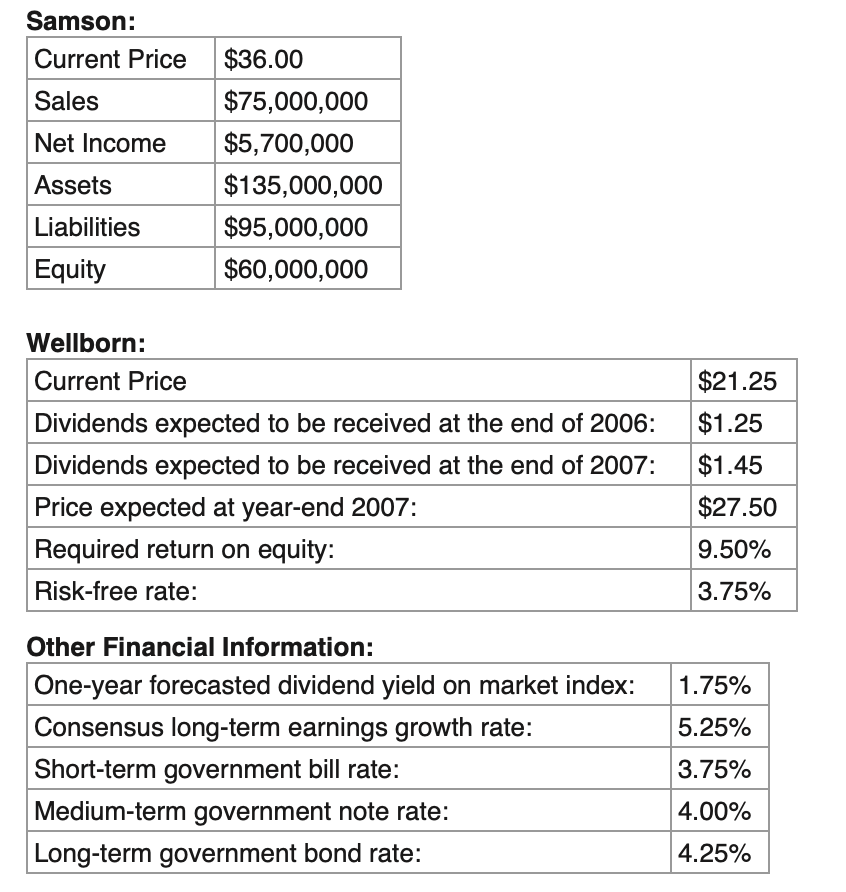 Samson:
Current Price $36.00
Sales $75,000,000
Net Income $5,700,000
Assets $135,000,000
Liabilities $95,000,000
Equity $60,000,000
Wellborn:
Current Price $21.25
Dividends expected to be received at the end of 2006: $1.25
Dividends expected to be received at the end of 2007: $1.45
Price expected at year-end 2007: $27.50
Required return on equity: 9.50%
Risk-free rate: 3.75%
Other Financial Information:
One-year forecasted dividend yield on market index: 1.75%
Consensus long-term earnings growth rate: 5.25%
Short-term government bill rate: 3.75%
Medium-term government note rate: 4.00%
Long-term government bond rate: 4.25%